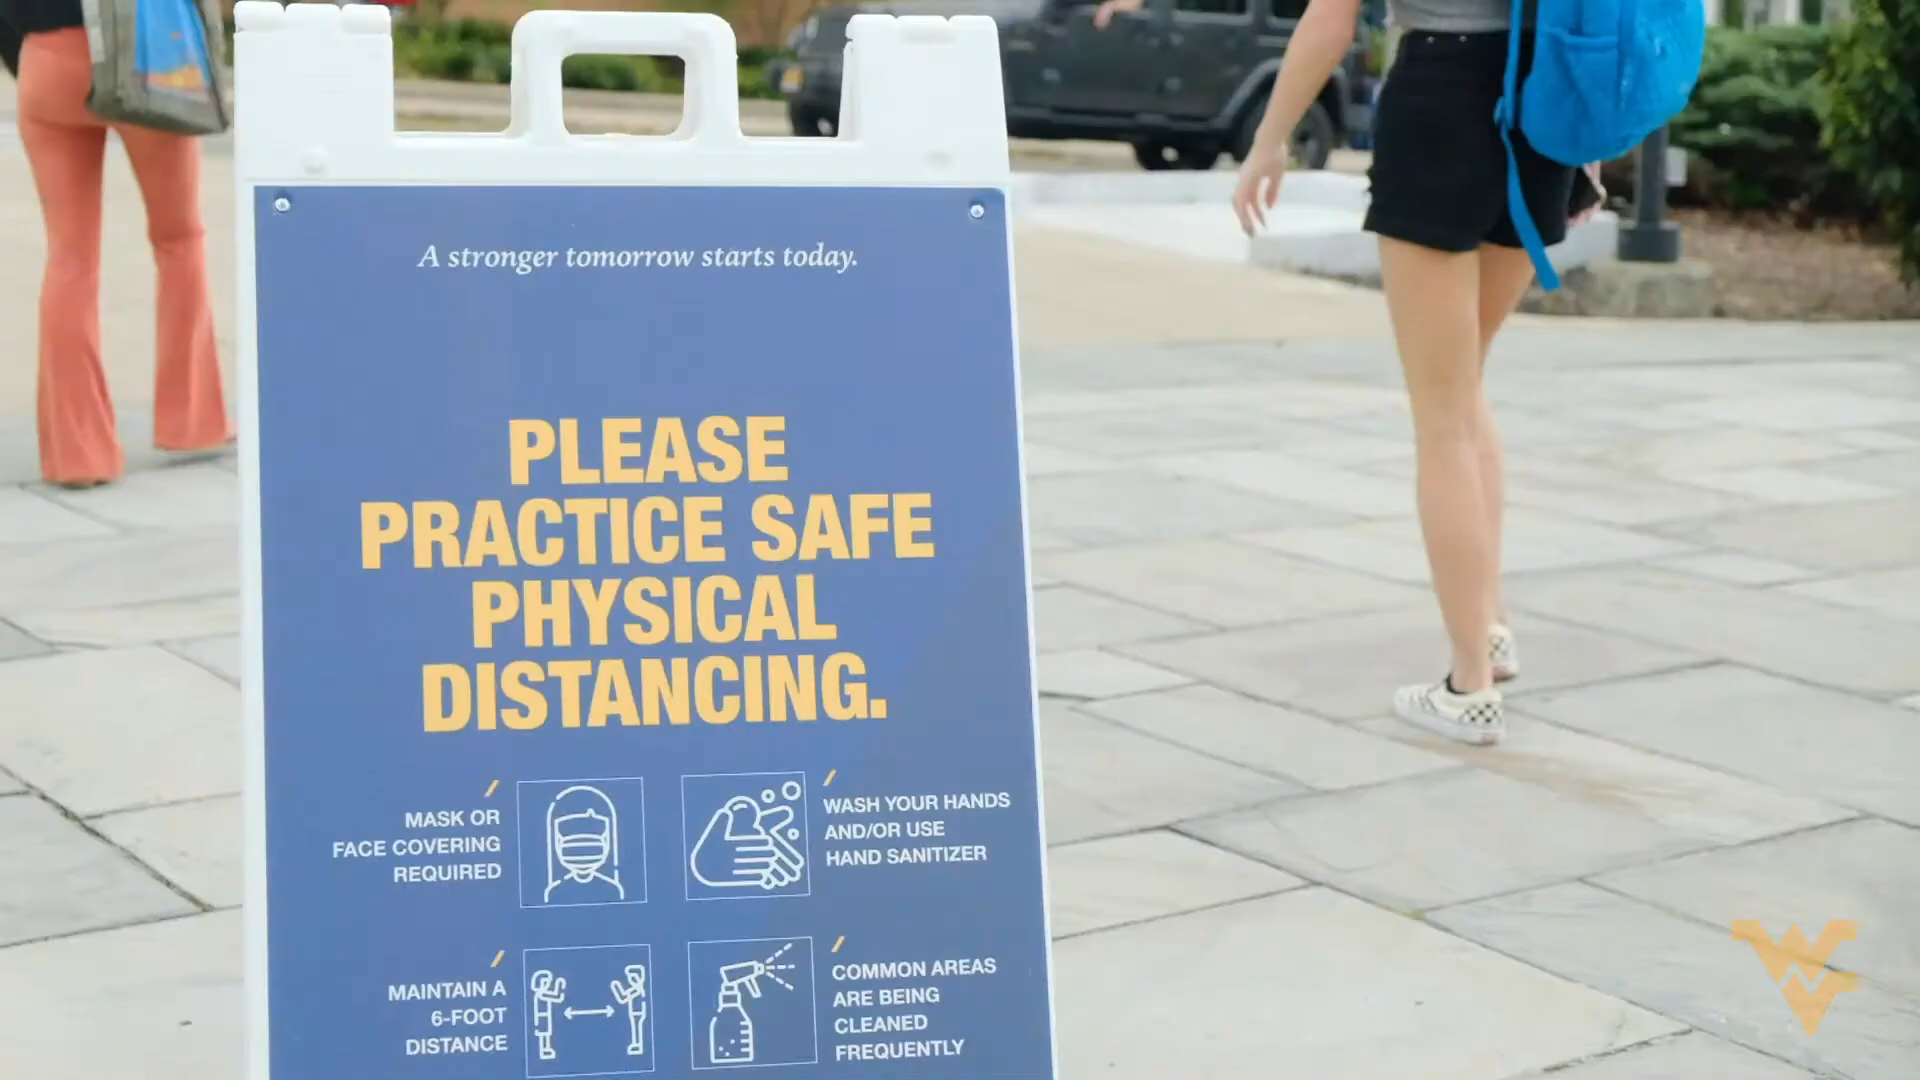 A stronger tomorrow starts today.
PLEASE
PRACTICE SAFE
PHYSICAL
DISTANCING.
MASK OR
FACE COVERING
REQUIRED
WASH YOUR HANDS
AND/OR USE
HAND SANITIZER
MAINTAIN A
6-FOOT
DISTANCE
COMMON AREAS
ARE BEING
CLEANED
FREQUENTLY
WV